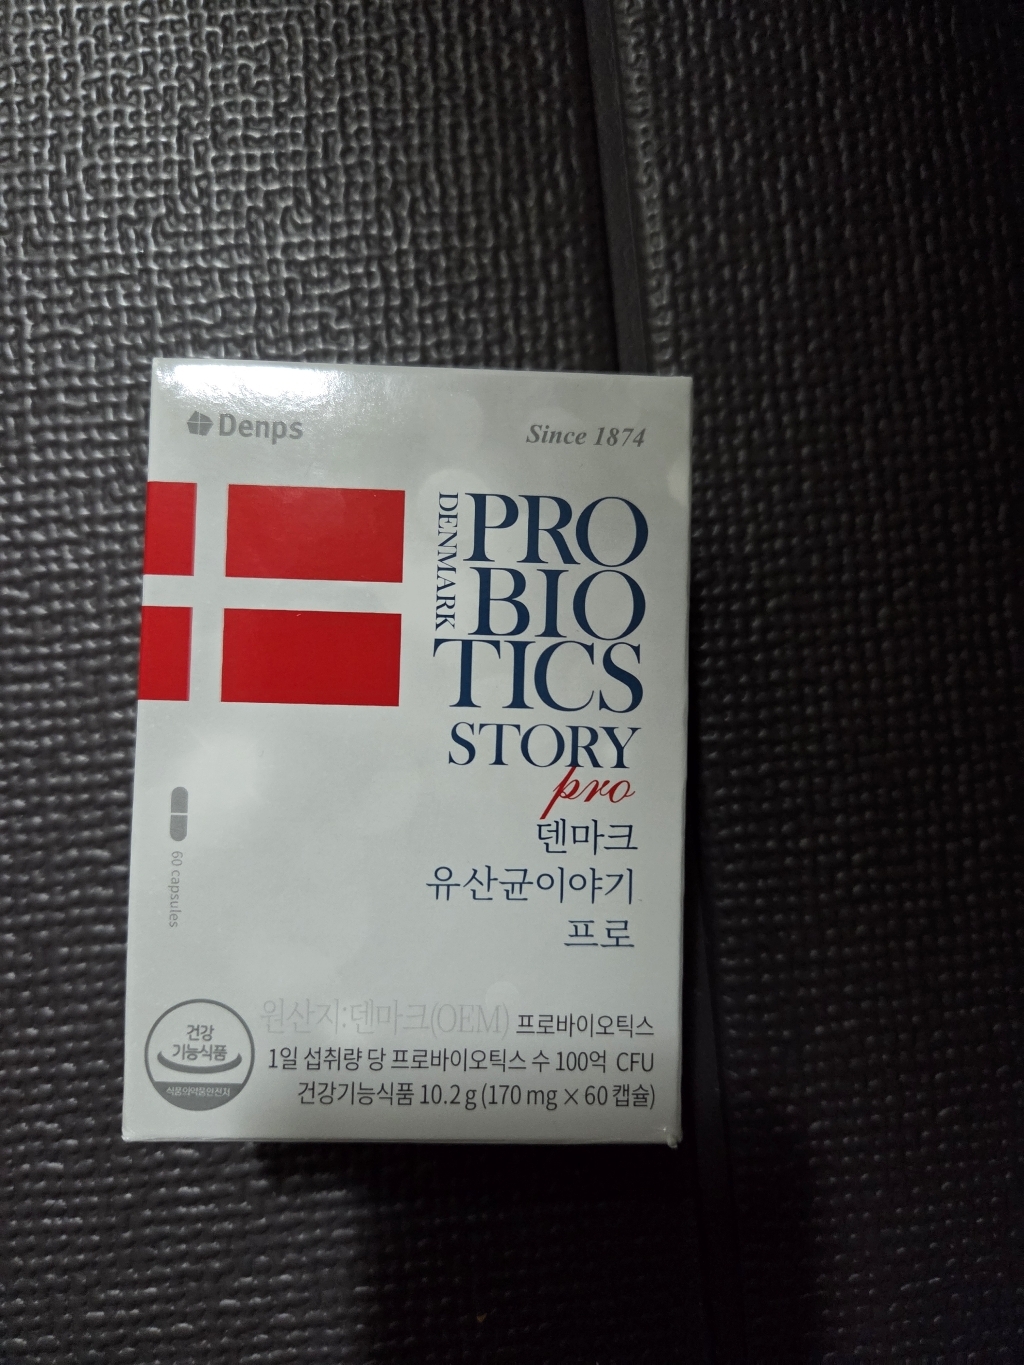 Denps
Since 1874
DENMARK
PRO
BIO
TICS
STORY
pro
덴마크
유산균이야기
프로
60 capsules
원산지:덴마크(OEM) 프로바이오틱스
1일 섭취량 당 프로바이오틱스 수 100억 CFU
건강기능식품 10.2 g (170 mg × 60 캡슐)
건강
기능식품
식품의약품안전처